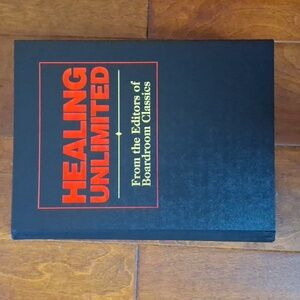 HEALING
UNLIMITED
From the Editors of
Boardroom Classics